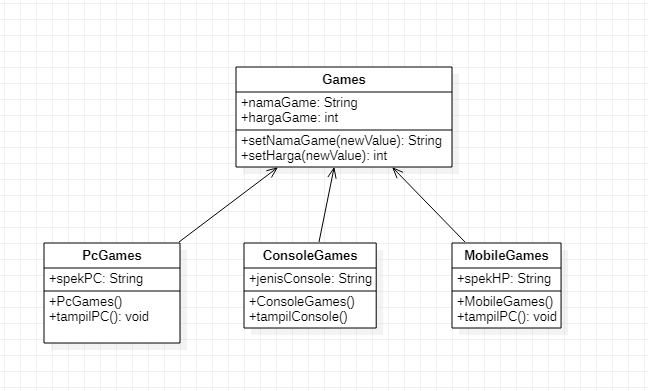 Games
+namaGame: String
+hargaGame: int
+setNamaGame(newValue): String
+setHarga(newValue): int
PcGames
+spekPC: String
+PcGames()
+tampilPC(): void
ConsoleGames
+jenisConsole: String
+ConsoleGames()
+tampilConsole()
MobileGames
+spekHP: String
+MobileGames()
+tampilPC(): void